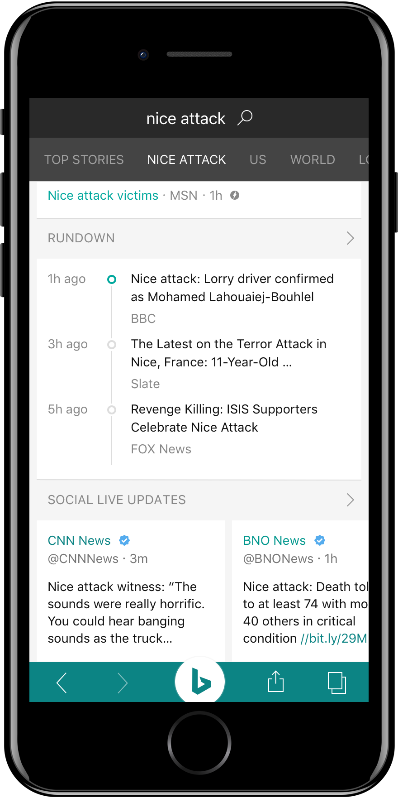 nice attack
TOP STORIES NICE ATTACK US WORLD
Nice attack victims · MSN · 1h
RUNDOWN
1h ago
Nice attack: Lorry driver confirmed
as Mohamed Lahouaiej-Bouhlel
BBC
3h ago
The Latest on the Terror Attack in
Nice, France: 11-Year-Old ...
Slate
5h ago
Revenge Killing: ISIS Supporters
Celebrate Nice Attack
FOX News
SOCIAL LIVE UPDATES
CNN News
@CNNNews · 3m
Nice attack witness: “The
sounds were really horrific.
You could hear banging
sounds as the truck...
BNO News
@BNONews · 1h
Nice attack: Death tol
to at least 74 with mo
40 others in critical
condition //bit.ly/29M